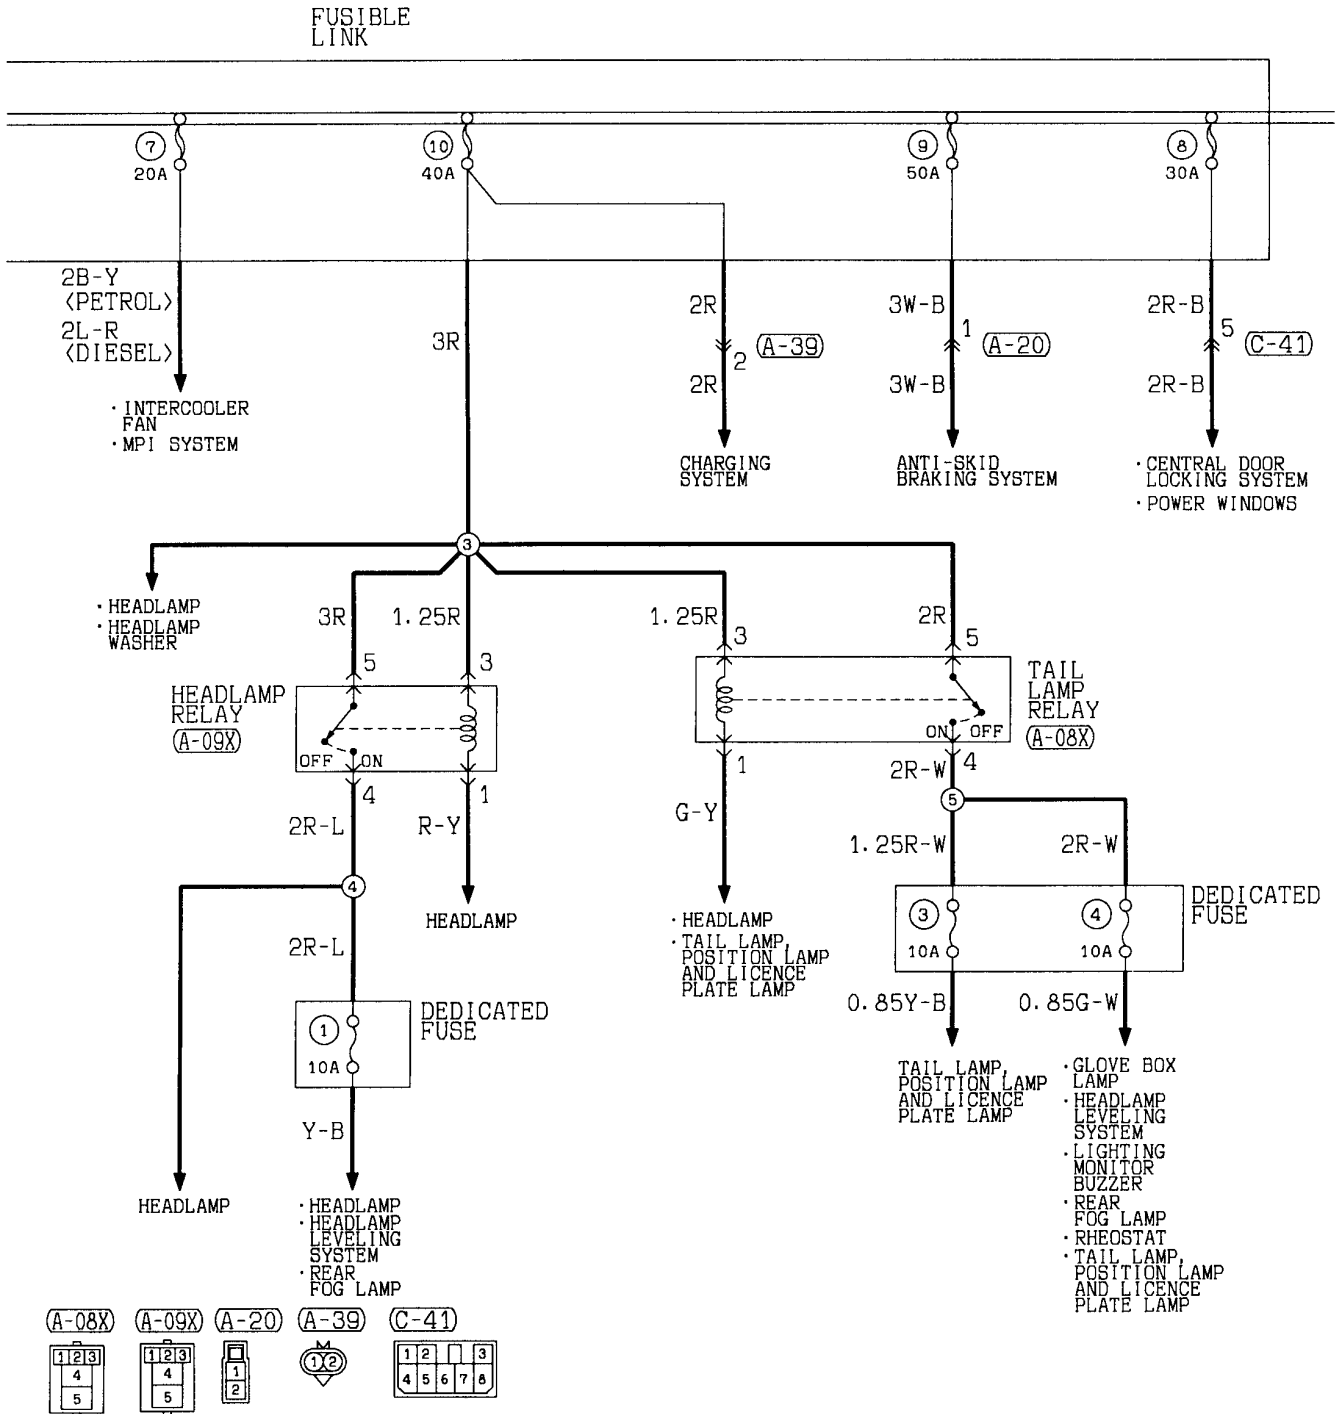 FUSIBLE
LINK
7
20A
10
40A
9
50A
8
30A
2B-Y
<PETROL>
2L-R
<DIESEL>
3R
2R
2
A-39
2R
3W-B
1
A-20
3W-B
2R-B
5
C-41
2R-B
· INTERCOOLER
FAN
· MPI SYSTEM
CHARGING
SYSTEM
ANTI-SKID
BRAKING SYSTEM
· CENTRAL DOOR
LOCKING SYSTEM
· POWER WINDOWS
3
· HEADLAMP
· HEADLAMP
WASHER
3R
1.25R
1.25R
2R
5
3
3
5
HEADLAMP
RELAY
A-09X
OFF
ON
TAIL
LAMP
RELAY
A-08X
ON
OFF
4
1
1
4
2R-L
R-Y
G-Y
2R-W
5
1.25R-W
2R-W
4
HEADLAMP
2R-L
· HEADLAMP
· TAIL LAMP,
POSITION LAMP
AND LICENCE
PLATE LAMP
DEDICATED
FUSE
3
10A
4
10A
0.85Y-B
0.85G-W
DEDICATED
FUSE
1
10A
Y-B
TAIL LAMP,
POSITION LAMP
AND LICENCE
PLATE LAMP
· GLOVE BOX
LAMP
· HEADLAMP
LEVELING
SYSTEM
· LIGHTING
MONITOR
BUZZER
· REAR
FOG LAMP
· RHEOSTAT
· TAIL LAMP,
POSITION LAMP
AND LICENCE
PLATE LAMP
HEADLAMP
· HEADLAMP
· HEADLAMP
LEVELING
SYSTEM
· REAR
FOG LAMP
A-08X
A-09X
A-20
A-39
C-41
1 2 3
4
5
1 2 3
4
5
1
2
1 2
1 2 3
4 5 6 7 8